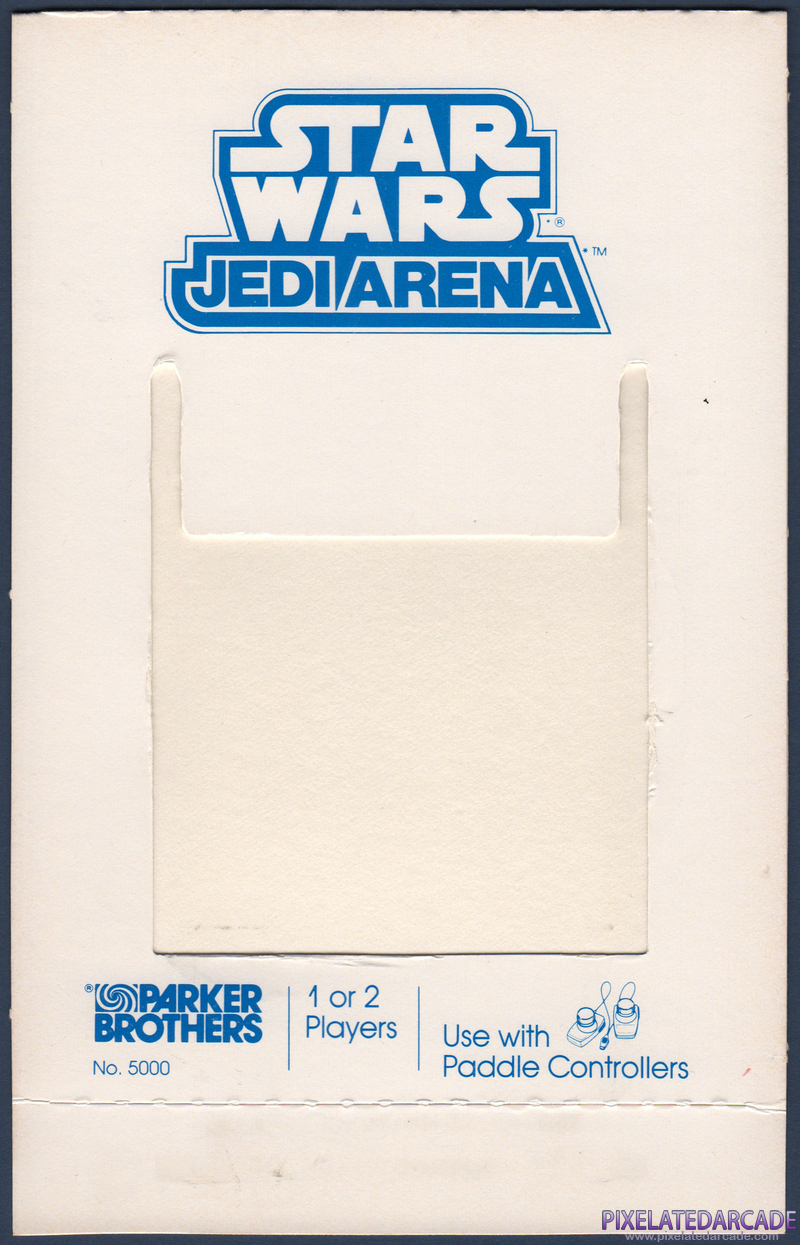 STAR
WARS
*®
JEDI ARENA
*™
® PARKER
BROTHERS
No. 5000
1 or 2
Players
Use with
Paddle Controllers
PIXELATEDARCADE
www.pixelatedarcade.com